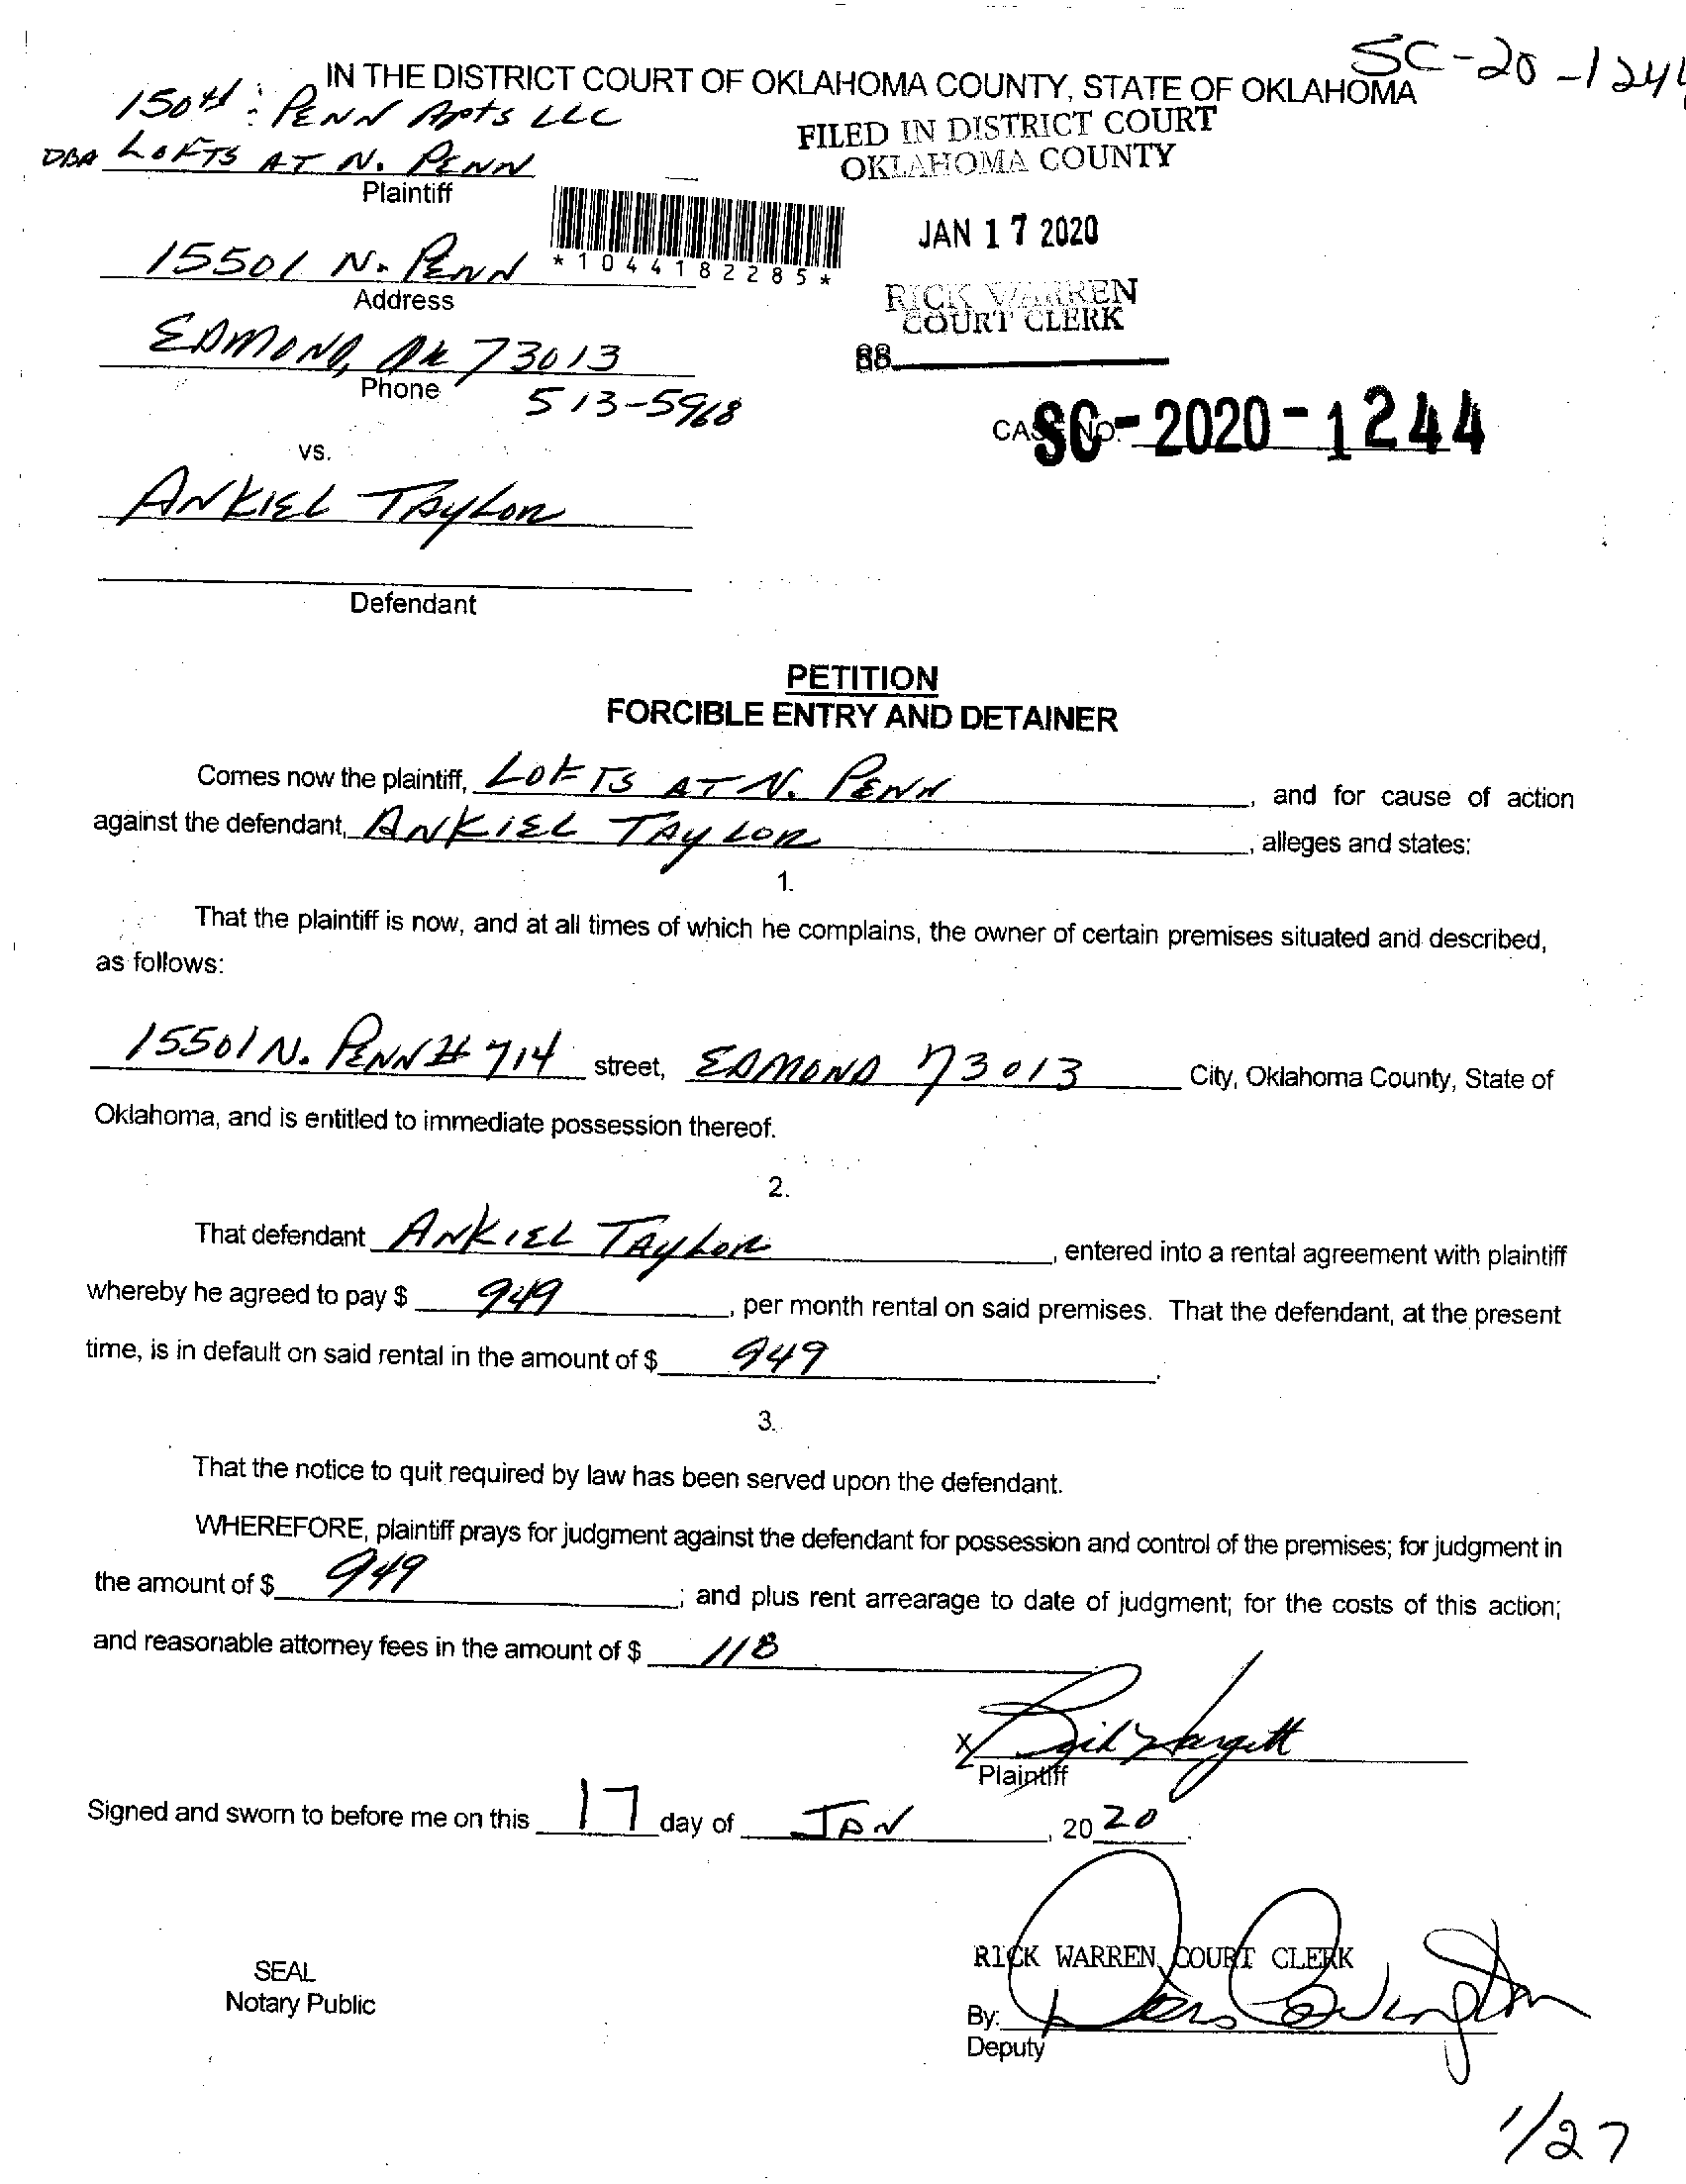 SC-20-124
IN THE DISTRICT COURT OF OKLAHOMA COUNTY, STATE OF OKLAHOMA
150th : PENN Apts LLC
DBA LOFTS AT N. PENN
Plaintiff
FILED IN DISTRICT COURT
OKLAHOMA COUNTY
JAN 17 2020
RICK WARREN
COURT CLERK
88
*1044182285*
15501 N. PENN
Address
EDMOND, OK 73013
Phone
513-5968
CASE NO. SC-2020-1244
vs.
ANKIEL TAYLOR
Defendant
PETITION
FORCIBLE ENTRY AND DETAINER
Comes now the plaintiff, LOFTS AT N. PENN, and for cause of action
against the defendant, ANKIEL TAYLOR, alleges and states:
1.
That the plaintiff is now, and at all times of which he complains, the owner of certain premises situated and described,
as follows:
15501 N. PENN # 714 street, EDMOND 73013 City, Oklahoma County, State of
Oklahoma, and is entitled to immediate possession thereof.
2.
That defendant ANKIEL TAYLOR, entered into a rental agreement with plaintiff
whereby he agreed to pay $ 949, per month rental on said premises. That the defendant, at the present
time, is in default on said rental in the amount of $ 949.
3.
That the notice to quit required by law has been served upon the defendant.
WHEREFORE, plaintiff prays for judgment against the defendant for possession and control of the premises; for judgment in
the amount of $ 949; and plus rent arrearage to date of judgment; for the costs of this action;
and reasonable attorney fees in the amount of $ 118
X
Plaintiff
Signed and sworn to before me on this 17 day of JAN, 20 20.
SEAL
Notary Public
RICK WARREN, COURT CLERK
By:
Deputy
1/27